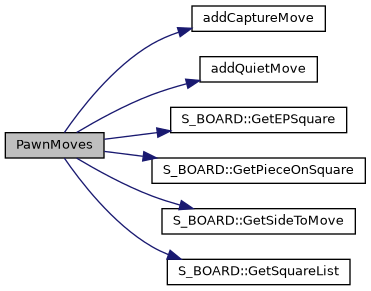 addCaptureMove
addQuietMove
S_BOARD::GetEPSquare
PawnMoves
S_BOARD::GetPieceOnSquare
S_BOARD::GetSideToMove
S_BOARD::GetSquareList